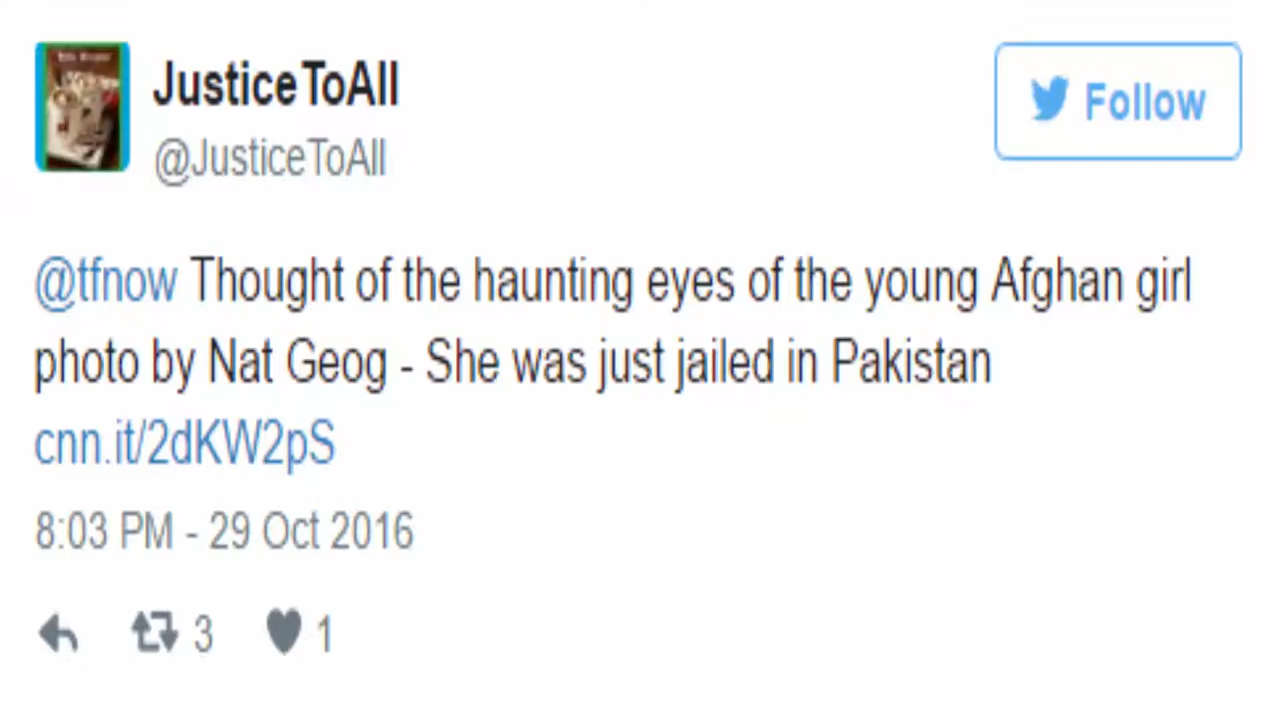 JusticeToAll
@JusticeToAll
Follow
@tfnow Thought of the haunting eyes of the young Afghan girl
photo by Nat Geog - She was just jailed in Pakistan
cnn.it/2dKW2pS
8:03 PM - 29 Oct 2016
3 1